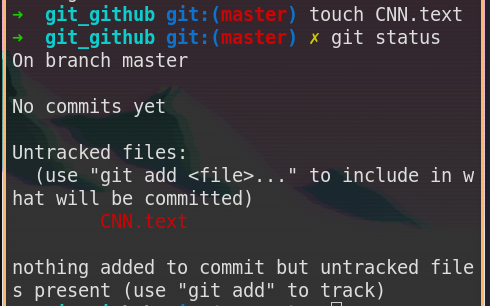 ➜  git_github git:(master) touch CNN.text
➜  git_github git:(master) ✗ git status
On branch master

No commits yet

Untracked files:
  (use "git add <file>..." to include in w
hat will be committed)
        CNN.text

nothing added to commit but untracked file
s present (use "git add" to track)